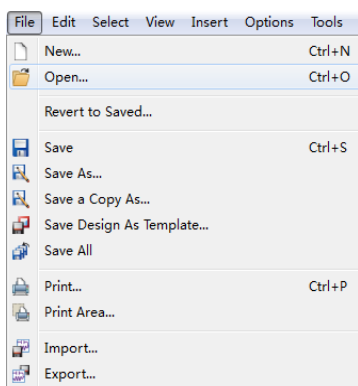 File Edit Select View Insert Options Tools
New... Ctrl+N
Open... Ctrl+O
Revert to Saved...
Save Ctrl+S
Save As...
Save a Copy As...
Save Design As Template...
Save All
Print... Ctrl+P
Print Area...
Import...
Export...